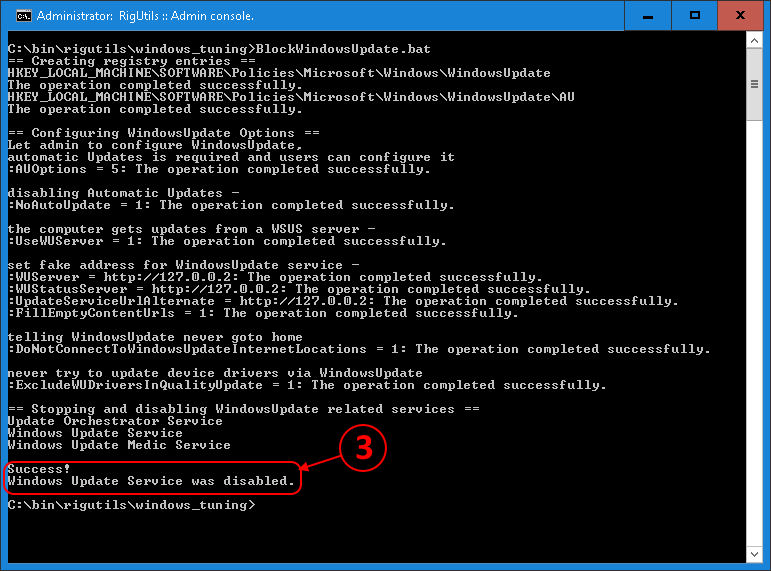 Administrator: RigUtils :: Admin console.
C:\bin\rigutils\windows_tuning>BlockWindowsUpdate.bat
== Creating registry entries ==
HKEY_LOCAL_MACHINE\SOFTWARE\Policies\Microsoft\Windows\WindowsUpdate
The operation completed successfully.
HKEY_LOCAL_MACHINE\SOFTWARE\Policies\Microsoft\Windows\WindowsUpdate\AU
The operation completed successfully.
== Configuring WindowsUpdate Options ==
Let admin to configure WindowsUpdate,
automatic Updates is required and users can configure it
:AUOptions = 5: The operation completed successfully.
disabling Automatic Updates -
:NoAutoUpdate = 1: The operation completed successfully.
the computer gets updates from a WSUS server -
:UseWUServer = 1: The operation completed successfully.
set fake address for WindowsUpdate service -
:WUServer = http://127.0.0.2: The operation completed successfully.
:WUStatusServer = http://127.0.0.2: The operation completed successfully.
:UpdateServiceUrlAlternate = http://127.0.0.2: The operation completed successfully.
:FillEmptyContentUrls = 1: The operation completed successfully.
telling WindowsUpdate never goto home
:DoNotConnectToWindowsUpdateInternetLocations = 1: The operation completed successfully.
never try to update device drivers via WindowsUpdate
:ExcludeWUDriversInQualityUpdate = 1: The operation completed successfully.
== Stopping and disabling WindowsUpdate related services ==
Update Orchestrator Service
Windows Update Service
Windows Update Medic Service
3
Success!
Windows Update Service was disabled.
C:\bin\rigutils\windows_tuning>